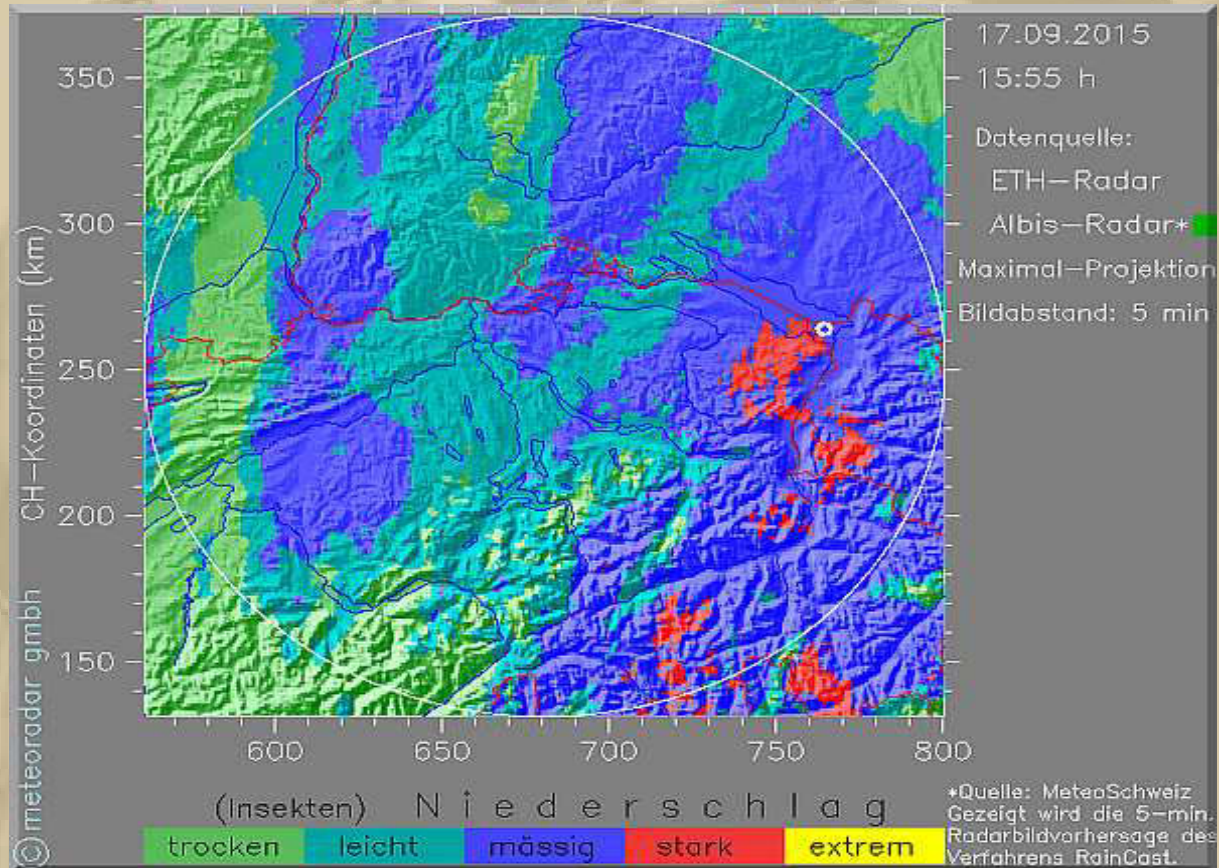 17.09.2015
15:55 h
Datenquelle:
ETH-Radar
Albis-Radar*
Maximal-Projektion
Bildabstand: 5 min
CH-Koordinaten (km)
©meteoradar gmbh
350
300
250
200
150
600 650 700 750 800
(Insekten) Niederschlag
trocken leicht mässig stark extrem
*Quelle: MeteoSchweiz
Gezeigt wird die 5-min.
Radarbildvorhersage des
Verfahrens RainCast.